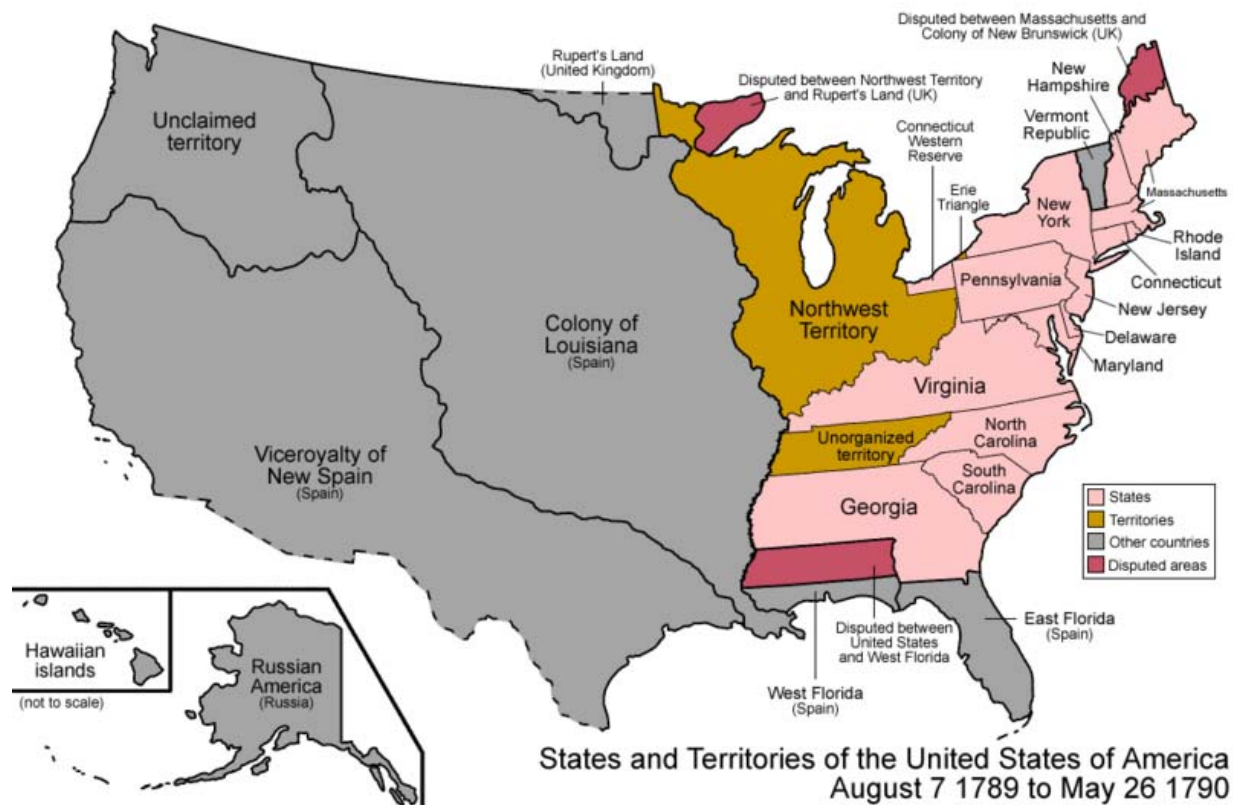 Disputed between Massachusetts and
Colony of New Brunswick (UK)
Rupert's Land
(United Kingdom)
Disputed between Northwest Territory
and Rupert's Land (UK)
New
Hampshire
Vermont
Republic
Unclaimed
territory
Connecticut
Western
Reserve
Erie
Triangle
New
York
Massachusetts
Rhode
Island
Connecticut
Pennsylvania
New Jersey
Northwest
Territory
Delaware
Maryland
Colony of
Louisiana
(Spain)
Virginia
Unorganized
territory
North
Carolina
South
Carolina
Viceroyalty of
New Spain
(Spain)
Georgia
States
Territories
Other countries
Disputed areas
East Florida
(Spain)
Disputed between
United States
and West Florida
West Florida
(Spain)
Hawaiian
islands
(not to scale)
Russian
America
(Russia)
States and Territories of the United States of America
August 7 1789 to May 26 1790